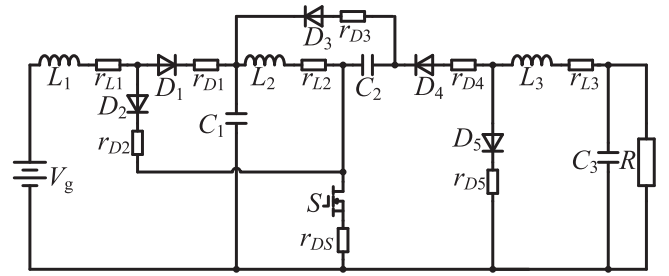 D3 rD3
L1 rL1 D1 rD1 L2 rL2 C2 D4 rD4 L3 rL3
D2 C1 D5 C3 R
rD2 rD5
Vg
S
rDS